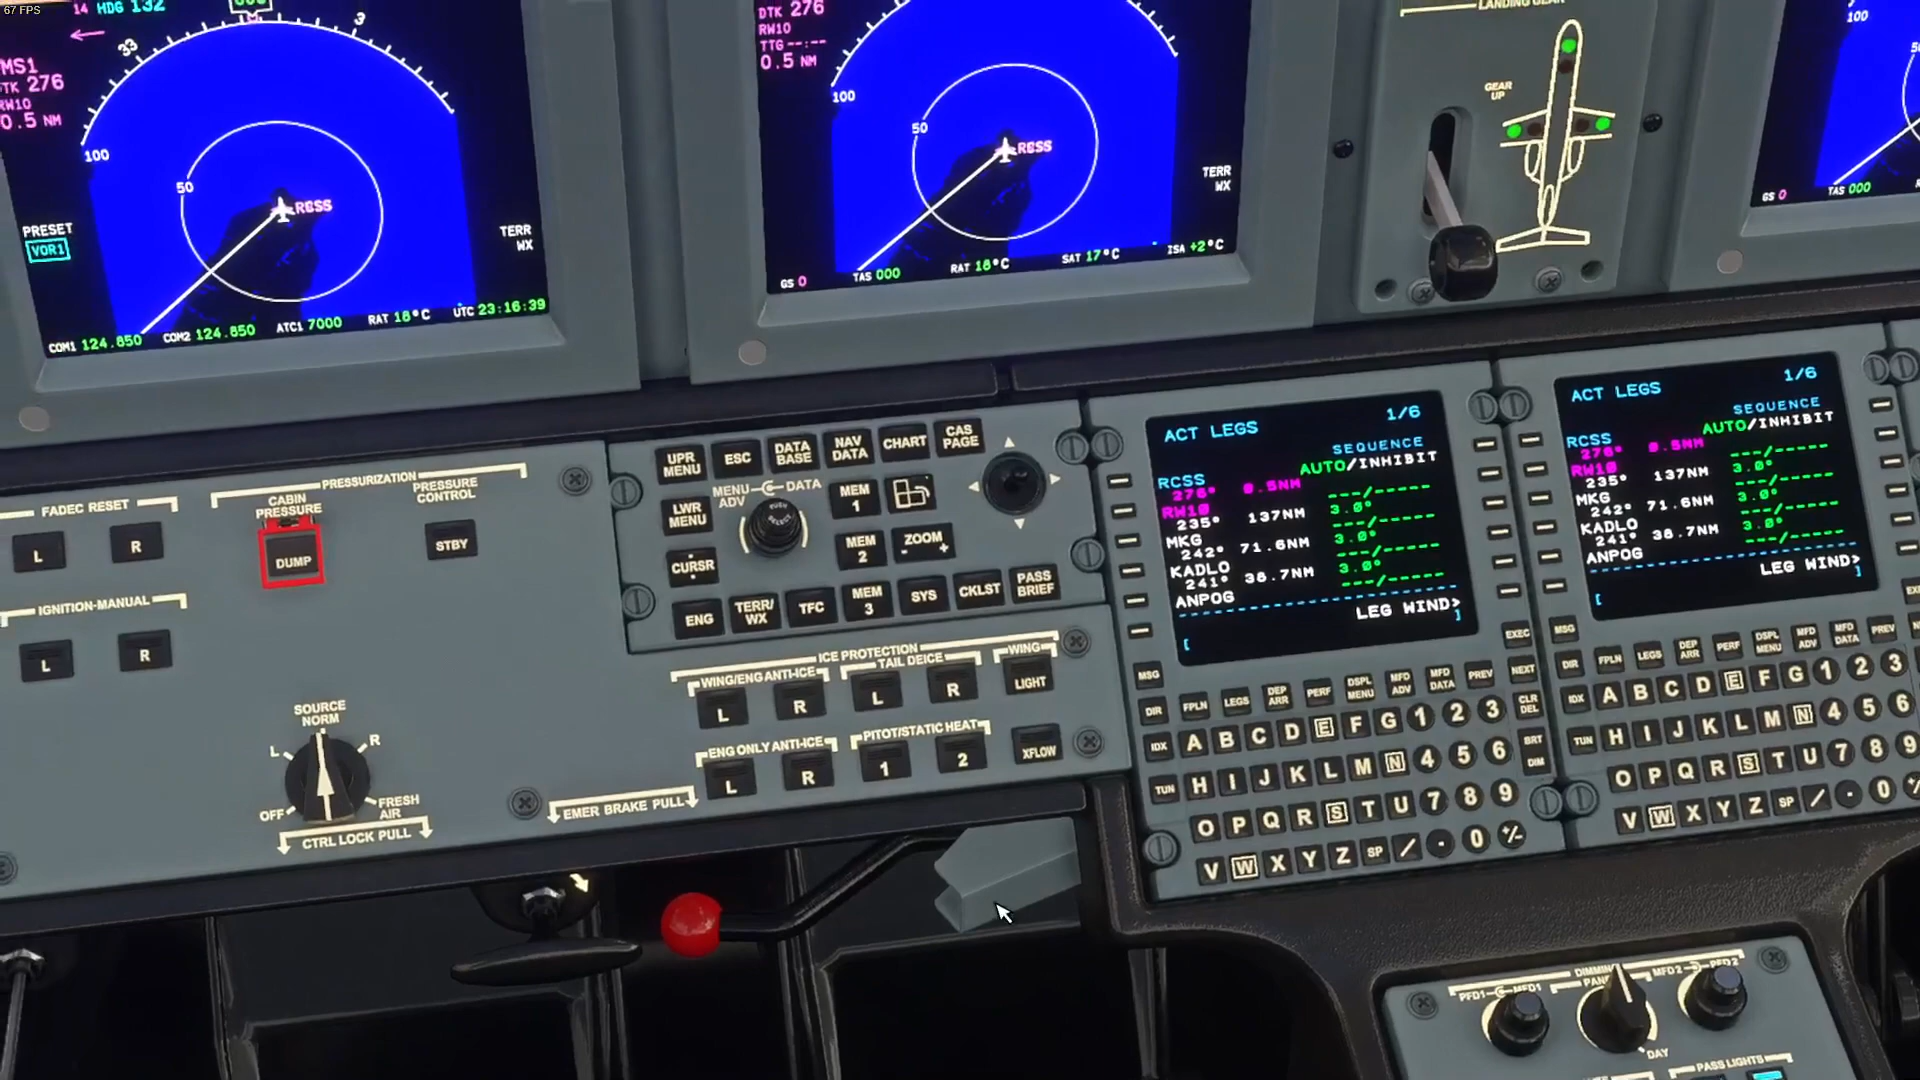 67 FPS
14 HDG 132
33
3
MS1
DTK 276
RW10
0.5 NM
100
50
RCSS
PRESET
VOR1
TERR
WX
COM1 124.850
COM2 124.850
ATC1 7000
RAT 18°C
UTC 23:16:39
DTK 276
RW10
TTG --:--
0.5 NM
100
50
RCSS
TERR
WX
GS 0
TAS 000
RAT 18°C
SAT 17°C
ISA +2°C
LANDING GEAR
GEAR
UP
100
GS 0
TAS 000
FADEC RESET
L
R
IGNITION-MANUAL
L
R
PRESSURIZATION
CABIN
PRESSURE
DUMP
PRESSURE
CONTROL
STBY
SOURCE
NORM
L
R
OFF
FRESH
AIR
CTRL LOCK PULL
EMER BRAKE PULL
UPR
MENU
ESC
DATA
BASE
NAV
DATA
CHART
CAS
PAGE
MENU
ADV
DATA
PUSH
SELECT
LWR
MENU
MEM
1
CURSR
MEM
2
ZOOM
- +
ENG
TERR/
WX
TFC
MEM
3
SYS
CKLST
PASS
BRIEF
ICE PROTECTION
WING/ENG ANTI-ICE
TAIL DEICE
WING
L
R
L
R
LIGHT
ENG ONLY ANTI-ICE
PITOT/STATIC HEAT
L
R
1
2
XFLOW
ACT LEGS 1/6
SEQUENCE
RCSS AUTO/INHIBIT
276° 0.5NM
RW10 ---/-----
235° 137NM 3.0°
MKG ---/-----
242° 71.6NM 3.0°
KADLO ---/-----
241° 38.7NM 3.0°
ANPOG ---/-----
LEG WIND>
[ ]
EXEC
MSG
DIR FPLN LEGS DEP ARR PERF DSPL MENU MFD ADV MFD DATA PREV NEXT
IDX A B C D E F G 1 2 3 CLR DEL
TUN H I J K L M N 4 5 6 BRT DIM
O P Q R S T U 7 8 9
V W X Y Z SP / . 0 +/-
ACT LEGS 1/6
SEQUENCE
RCSS AUTO/INHIBIT
276° 0.5NM
RW10 ---/-----
235° 137NM 3.0°
MKG ---/-----
242° 71.6NM 3.0°
KADLO ---/-----
241° 38.7NM 3.0°
ANPOG ---/-----
LEG WIND>
[ ]
MSG
DIR FPLN LEGS DEP ARR PERF DSPL MENU MFD ADV MFD DATA PREV
IDX A B C D E F G 1 2 3
TUN H I J K L M N 4 5 6
O P Q R S T U 7 8 9
V W X Y Z SP / . 0
DIMMING
PFD1
MFD1
MFD2
PFD2
DAY
PASS LIGHTS